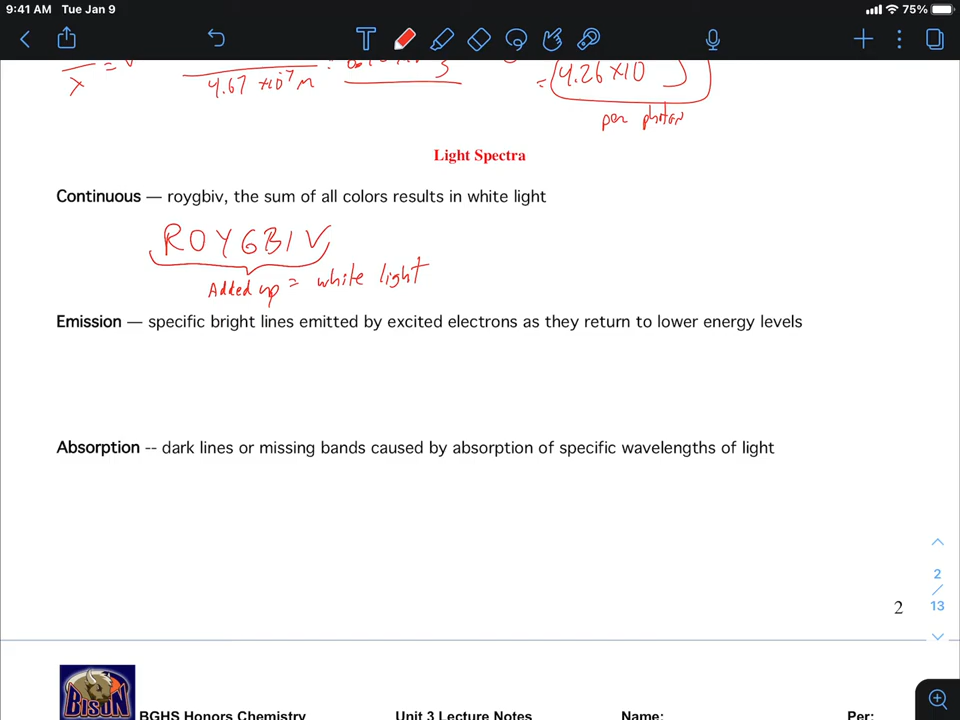 9:41 AM Tue Jan 9 75%
T
= ν
λ
4.67 x10⁻⁷ m
=
s
= 4.26 x10 J
per photon
Light Spectra
Continuous — roygbiv, the sum of all colors results in white light
ROYGBIV
Added up = white light
Emission — specific bright lines emitted by excited electrons as they return to lower energy levels
Absorption -- dark lines or missing bands caused by absorption of specific wavelengths of light
2
/
13
2
BISON
BGHS Honors Chemistry Unit 3 Lecture Notes Name: Per: